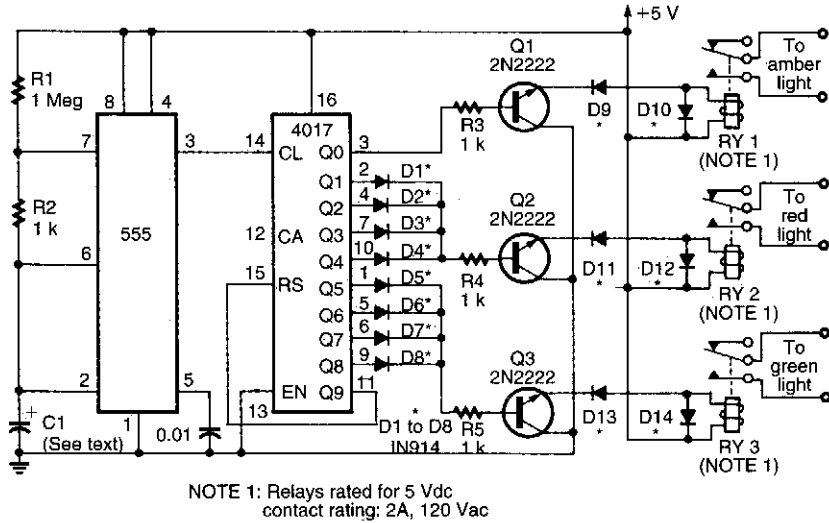 +5 V
Q1
2N2222
To
amber
light
R1
1 Meg
8
4
16
4017
R3
1 k
D9
*
D10
*
RY 1
(NOTE 1)
7
3
14
CL
Q0
3
Q1
2
D1*
Q2
4
D2*
Q3
7
D3*
Q4
10
D4*
Q5
1
D5*
Q6
5
D6*
Q7
6
D7*
Q8
9
D8*
Q9
11
R2
1 k
555
12
CA
15
RS
EN
13
6
2
5
1
Q2
2N2222
R4
1 k
D11
*
D12
*
To
red
light
RY 2
(NOTE 1)
Q3
2N2222
R5
1 k
D13
*
D14
*
To
green
light
RY 3
(NOTE 1)
C1
+
(See text)
0.01
*
D1 to D8
IN914
NOTE 1: Relays rated for 5 Vdc
contact rating: 2A, 120 Vac